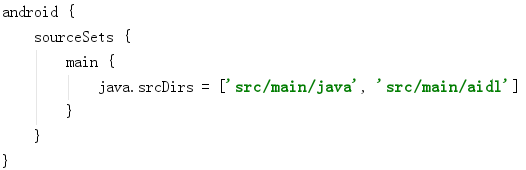 android {
    sourceSets {
        main {
            java.srcDirs = ['src/main/java', 'src/main/aidl']
        }
    }
}